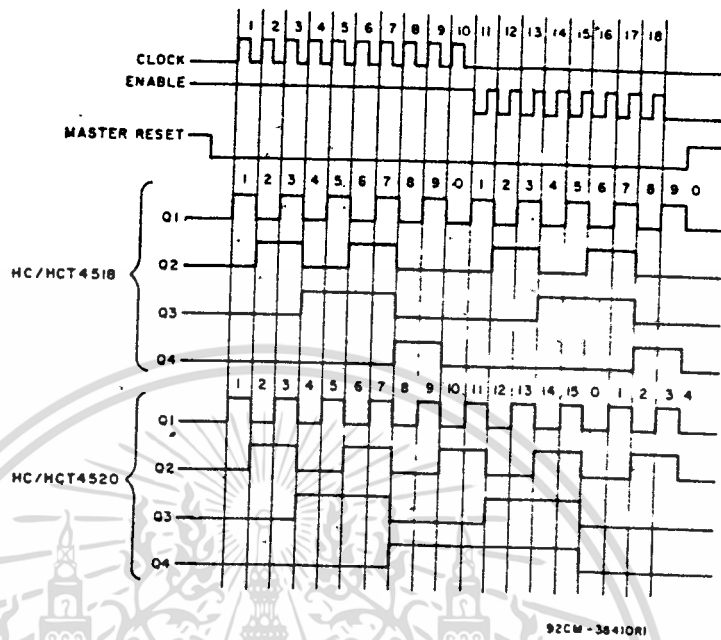 1 2 3 4 5 6 7 8 9 10 11 12 13 14 15 16 17 18
CLOCK
ENABLE
MASTER RESET
1 2 3 4 5 6 7 8 9 0 1 2 3 4 5 6 7 8 9 0
Q1
Q2
HC/HCT4518
Q3
Q4
1 2 3 4 5 6 7 8 9 10 11 12 13 14 15 0 1 2 3 4
Q1
Q2
HC/HCT4520
Q3
Q4
92CM-38410R1